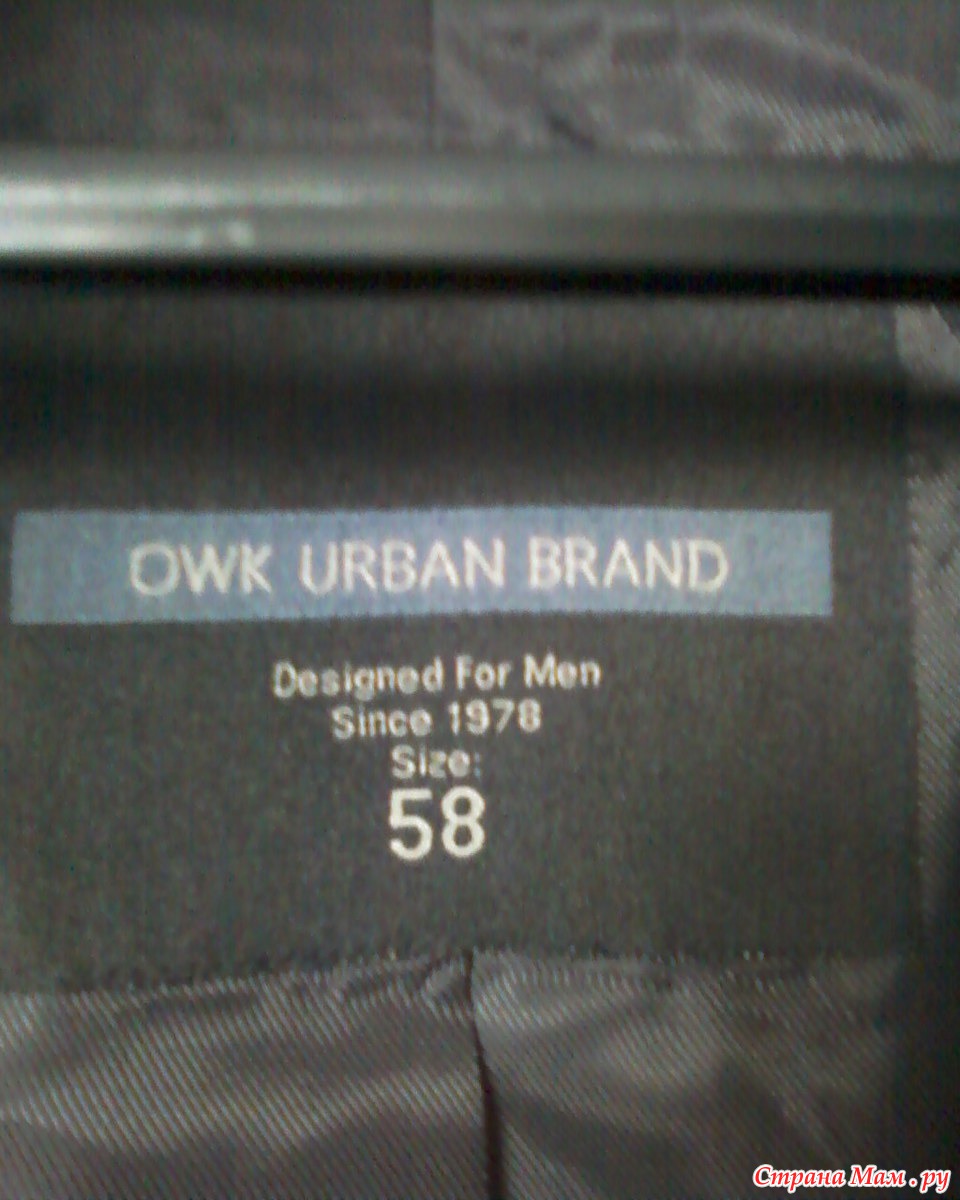 OWK URBAN BRAND
Designed For Men
Since 1978
Size:
58
Страна Мам.ру